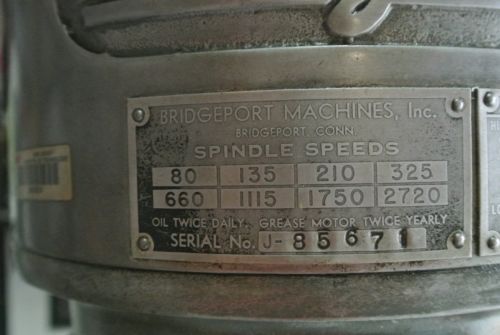 BRIDGEPORT MACHINES, Inc.
BRIDGEPORT, CONN.
SPINDLE SPEEDS
80 135 210 325
660 1115 1750 2720
OIL TWICE DAILY, GREASE MOTOR TWICE YEARLY
SERIAL No. J-85671